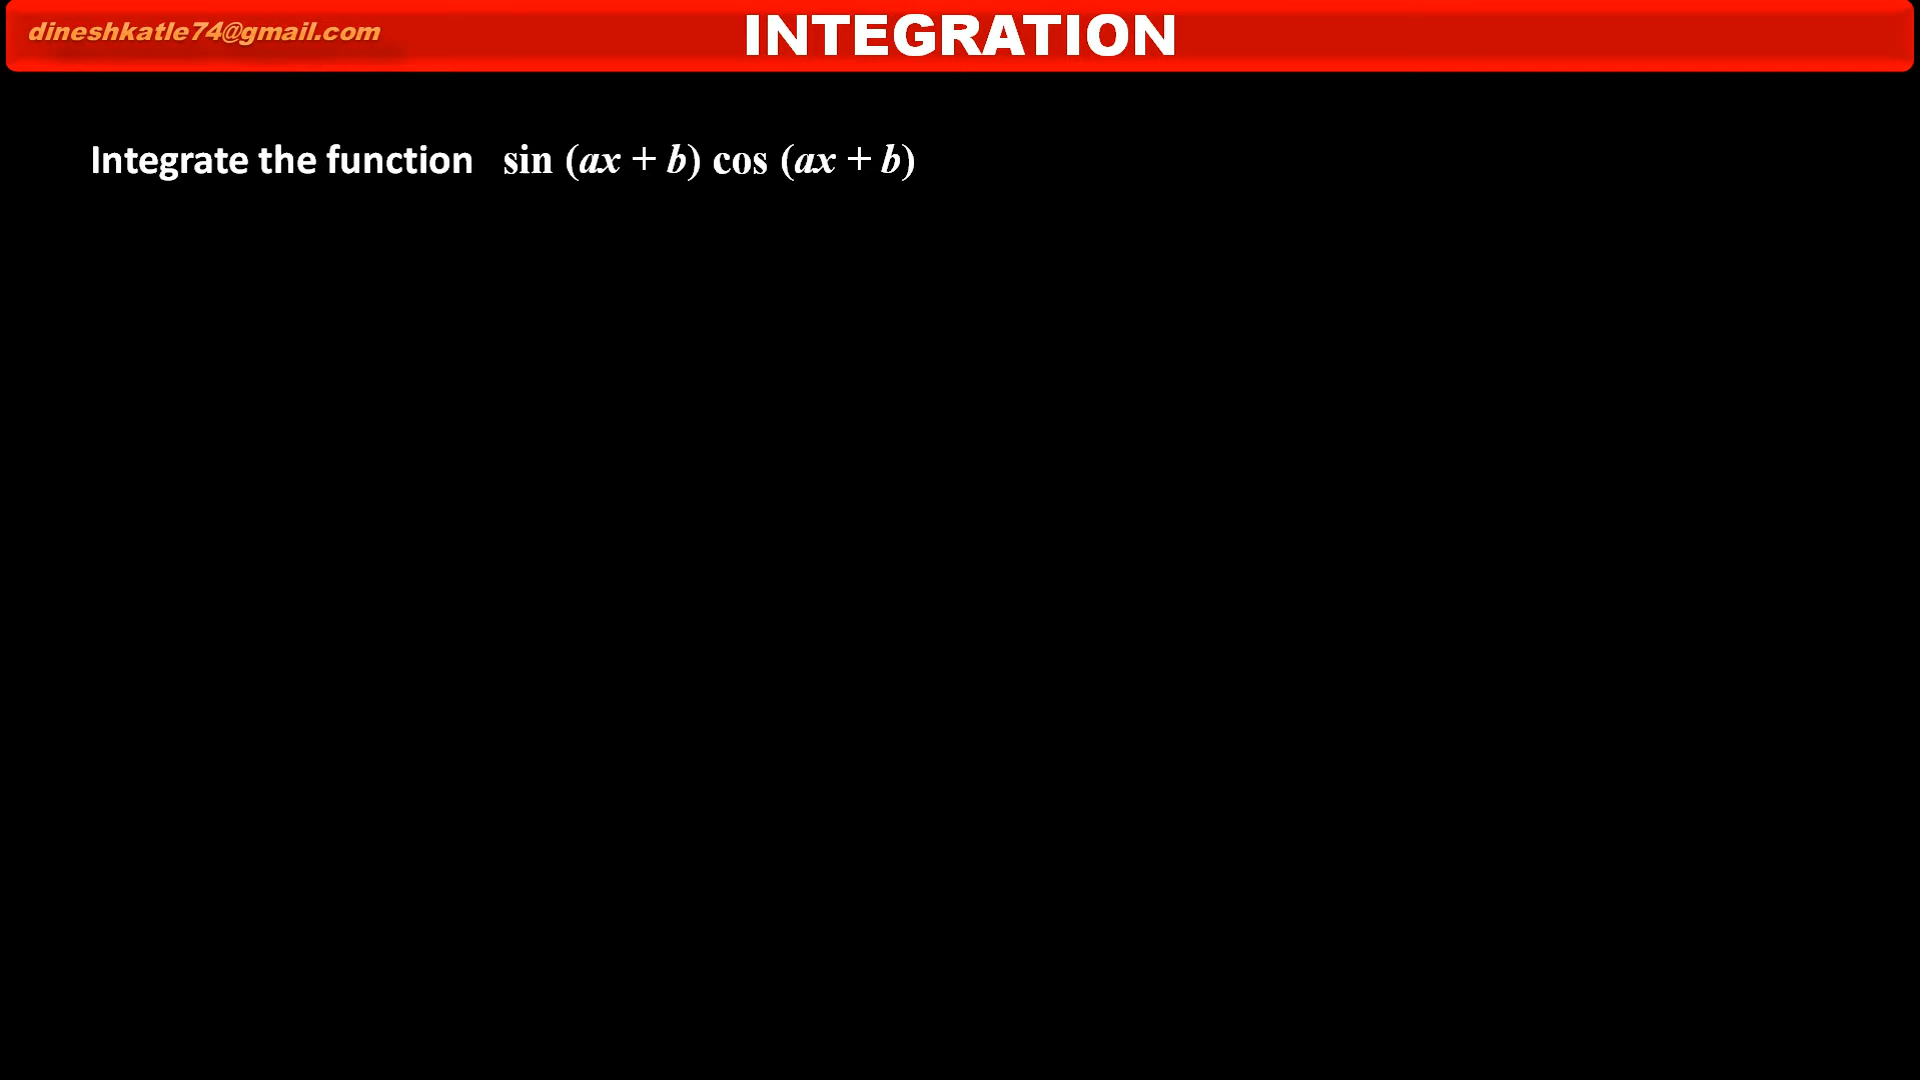 dineshkatle74@gmail.com
INTEGRATION
Integrate the function sin (ax + b) cos (ax + b)